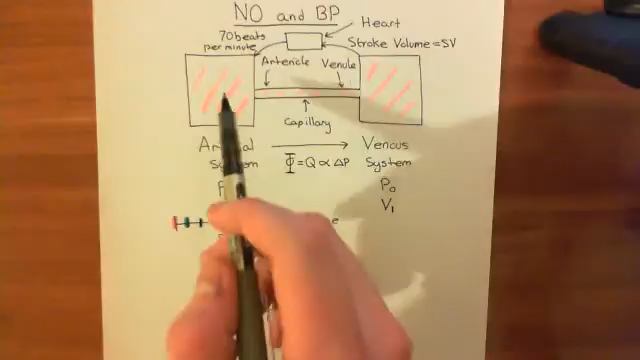 NO and BP
Heart
70 beats
per minute
Stroke Volume = SV
Arteriole
Venule
Capillary
Venous
System
Φ = Q ∝ ΔP
P₀
V₁